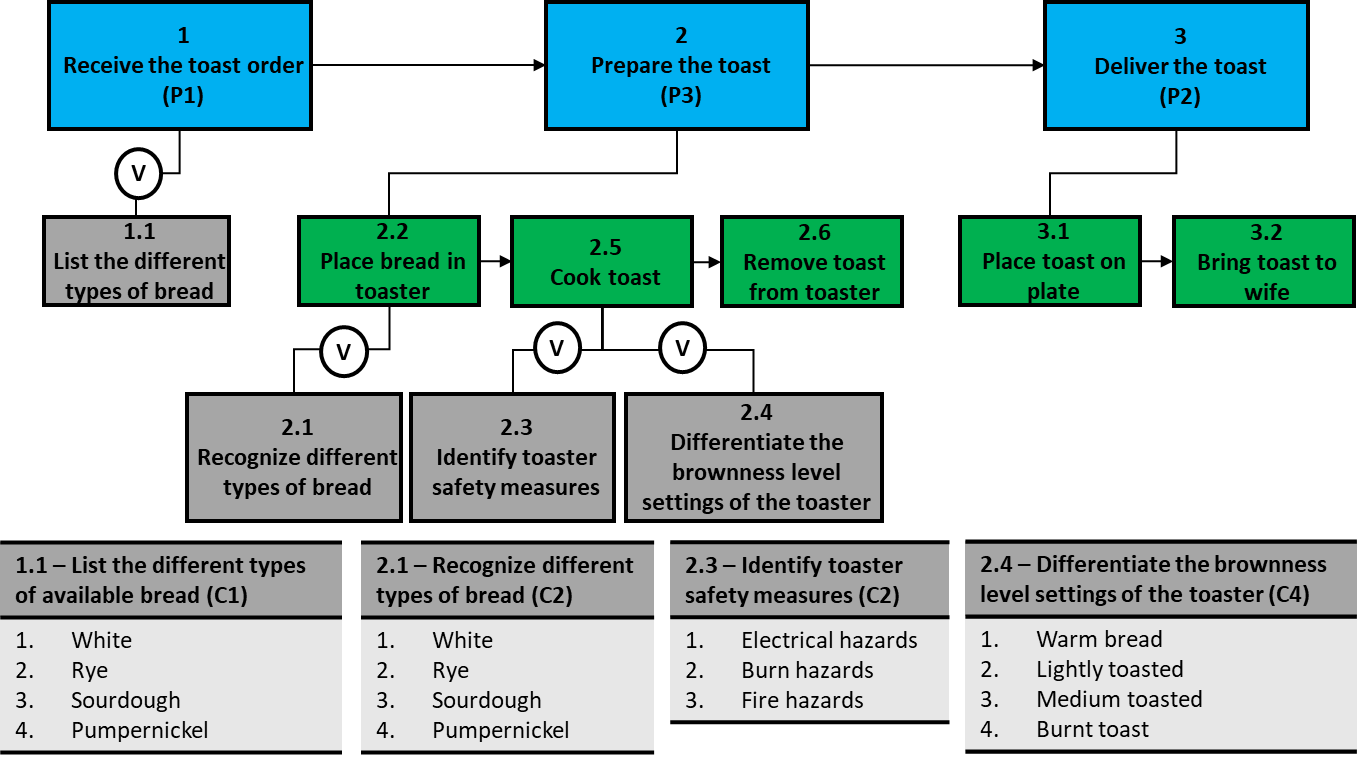 1
Receive the toast order
(P1)
2
Prepare the toast
(P3)
3
Deliver the toast
(P2)
V
1.1
List the different
types of bread
2.2
Place bread in
toaster
2.5
Cook toast
2.6
Remove toast
from toaster
3.1
Place toast on
plate
3.2
Bring toast to
wife
V
V
V
2.1
Recognize different
types of bread
2.3
Identify toaster
safety measures
2.4
Differentiate the
brownness level
settings of the toaster
1.1 – List the different types
of available bread (C1)
1. White
2. Rye
3. Sourdough
4. Pumpernickel
2.1 – Recognize different
types of bread (C2)
1. White
2. Rye
3. Sourdough
4. Pumpernickel
2.3 – Identify toaster
safety measures (C2)
1. Electrical hazards
2. Burn hazards
3. Fire hazards
2.4 – Differentiate the brownness
level settings of the toaster (C4)
1. Warm bread
2. Lightly toasted
3. Medium toasted
4. Burnt toast